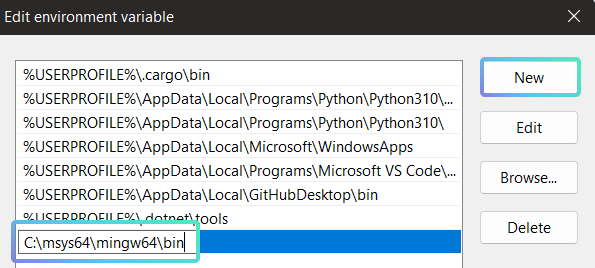 Edit environment variable
%USERPROFILE%\.cargo\bin
%USERPROFILE%\AppData\Local\Programs\Python\Python310\...
%USERPROFILE%\AppData\Local\Programs\Python\Python310\
%USERPROFILE%\AppData\Local\Microsoft\WindowsApps
%USERPROFILE%\AppData\Local\Programs\Microsoft VS Code\...
%USERPROFILE%\AppData\Local\GitHubDesktop\bin
%USERPROFILE%\.dotnet\tools
C:\msys64\mingw64\bin
New
Edit
Browse...
Delete